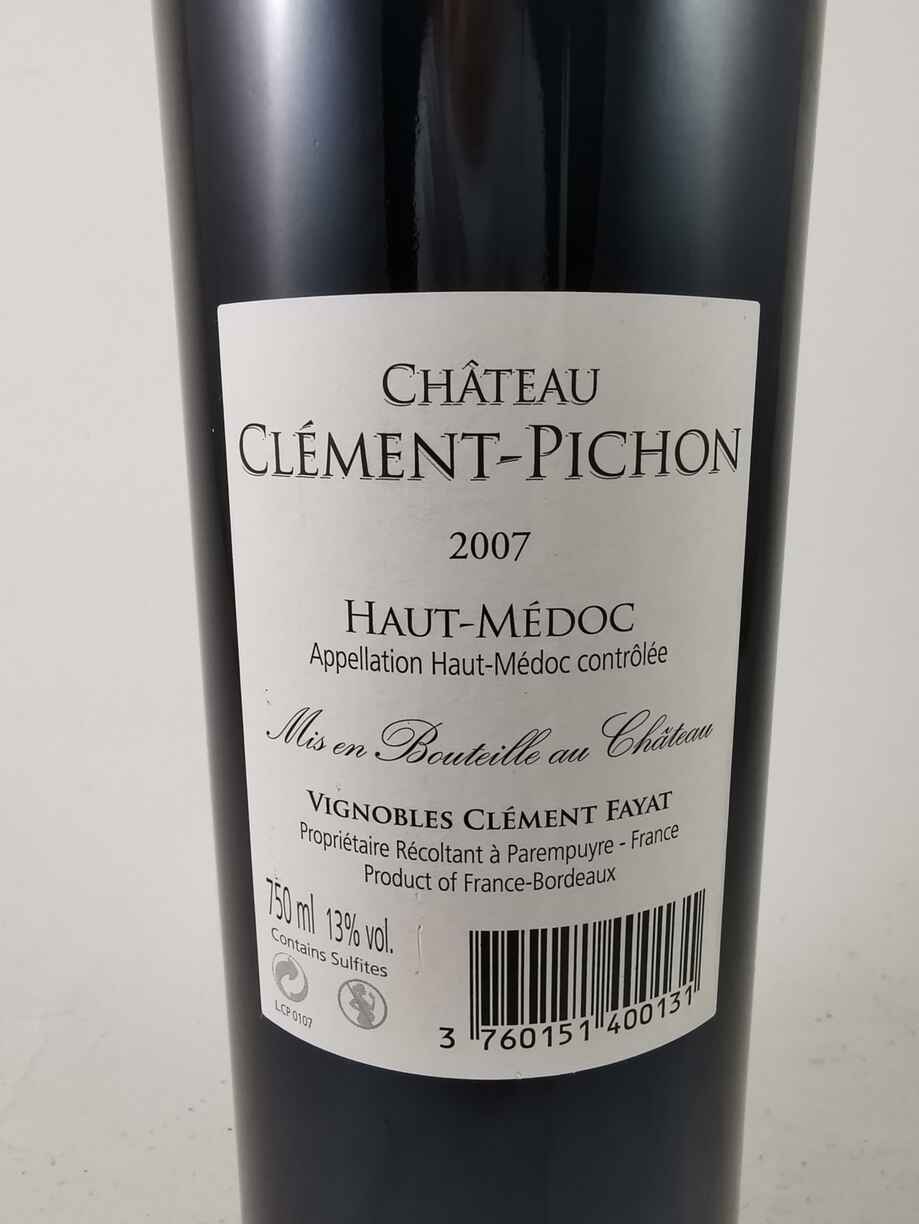 CHÂTEAU
CLÉMENT-PICHON
2007
HAUT-MÉDOC
Appellation Haut-Médoc contrôlée
Mis en Bouteille au Château
VIGNOBLES CLÉMENT FAYAT
Propriétaire Récoltant à Parempuyre - France
Product of France-Bordeaux
750 ml 13% vol.
Contains Sulfites
LCP 0107
3 760151 400131